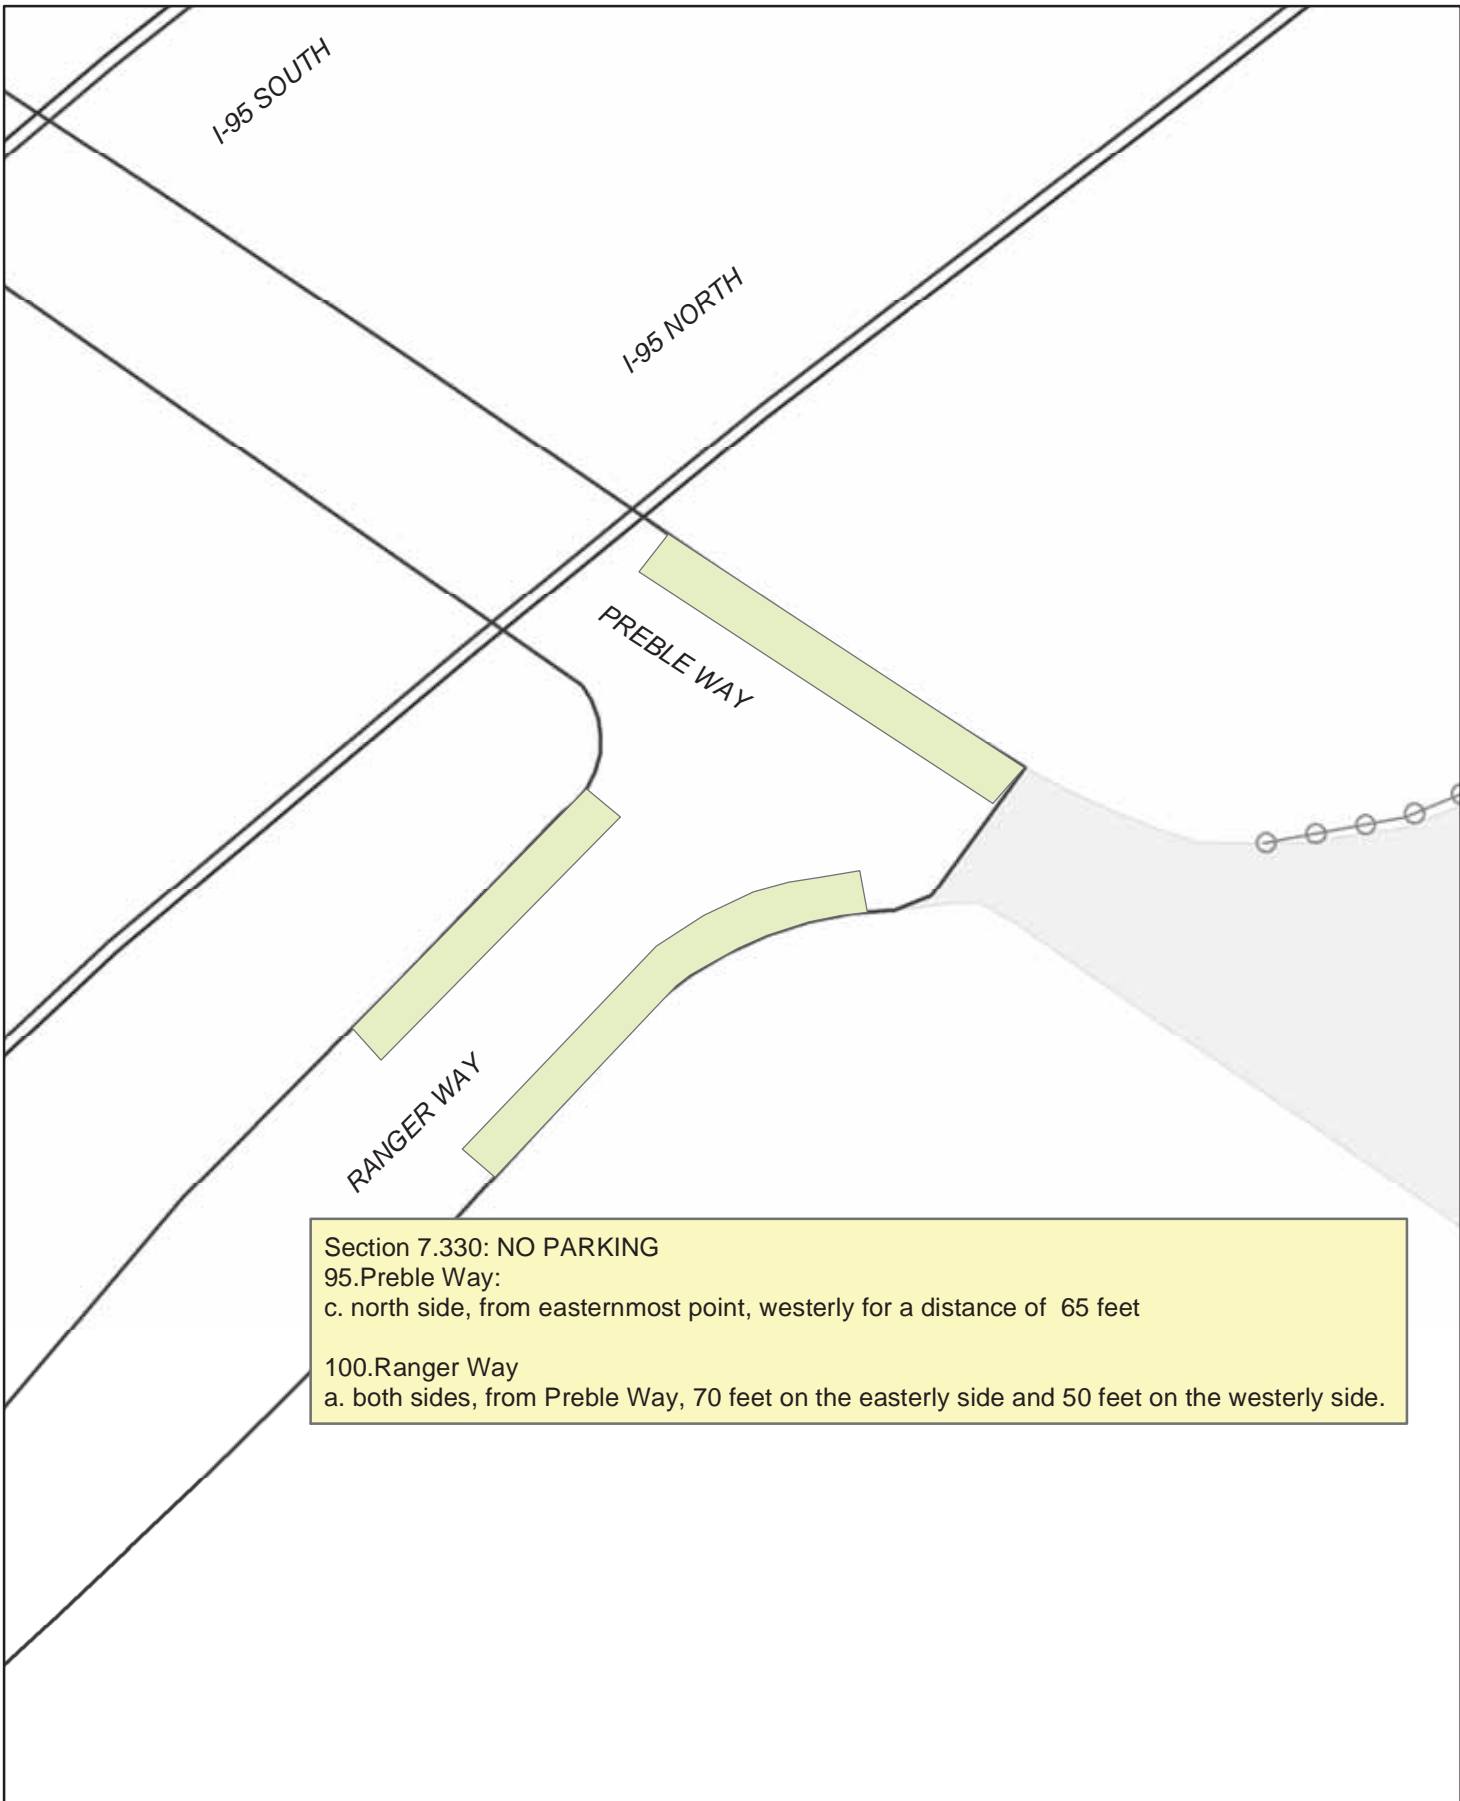 I-95 SOUTH
I-95 NORTH
PREBLE WAY
RANGER WAY
Section 7.330: NO PARKING
95.Preble Way:
c. north side, from easternmost point, westerly for a distance of  65 feet
100.Ranger Way
a. both sides, from Preble Way, 70 feet on the easterly side and 50 feet on the westerly side.